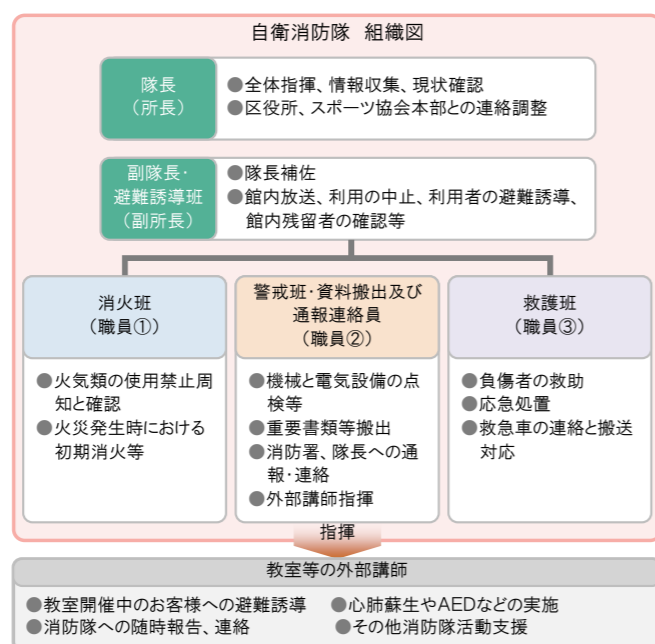 自衛消防隊 組織図
隊長
（所長）
●全体指揮、情報収集、現状確認
●区役所、スポーツ協会本部との連絡調整
副隊長・
避難誘導班
（副所長）
●隊長補佐
●館内放送、利用の中止、利用者の避難誘導、
館内残留者の確認等
消火班
（職員①）
●火気類の使用禁止周
知と確認
●火災発生時における
初期消火等
警戒班・資料搬出及び
通報連絡員
（職員②）
●機械と電気設備の点
検等
●重要書類等搬出
●消防署、隊長への通
報・連絡
●外部講師指揮
救護班
（職員③）
●負傷者の救助
●応急処置
●救急車の連絡と搬送
対応
指揮
教室等の外部講師
●教室開催中のお客様への避難誘導
●消防隊への随時報告、連絡
●心肺蘇生やAEDなどの実施
●その他消防隊活動支援